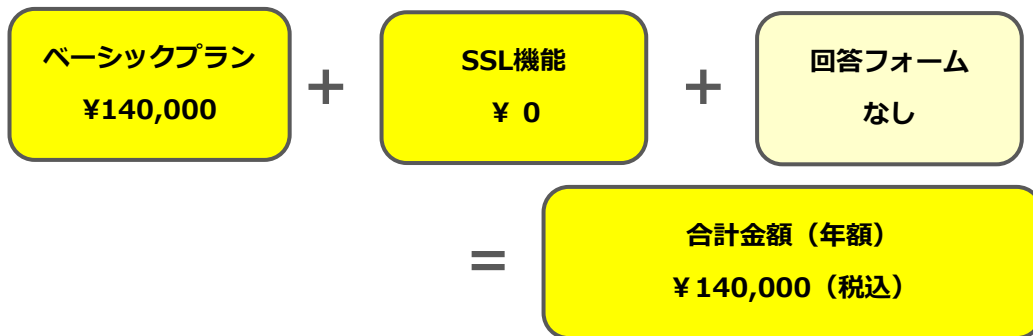 ベーシックプラン
¥140,000
+
SSL機能
¥ 0
+
回答フォーム
なし
=
合計金額（年額）
¥140,000（税込）